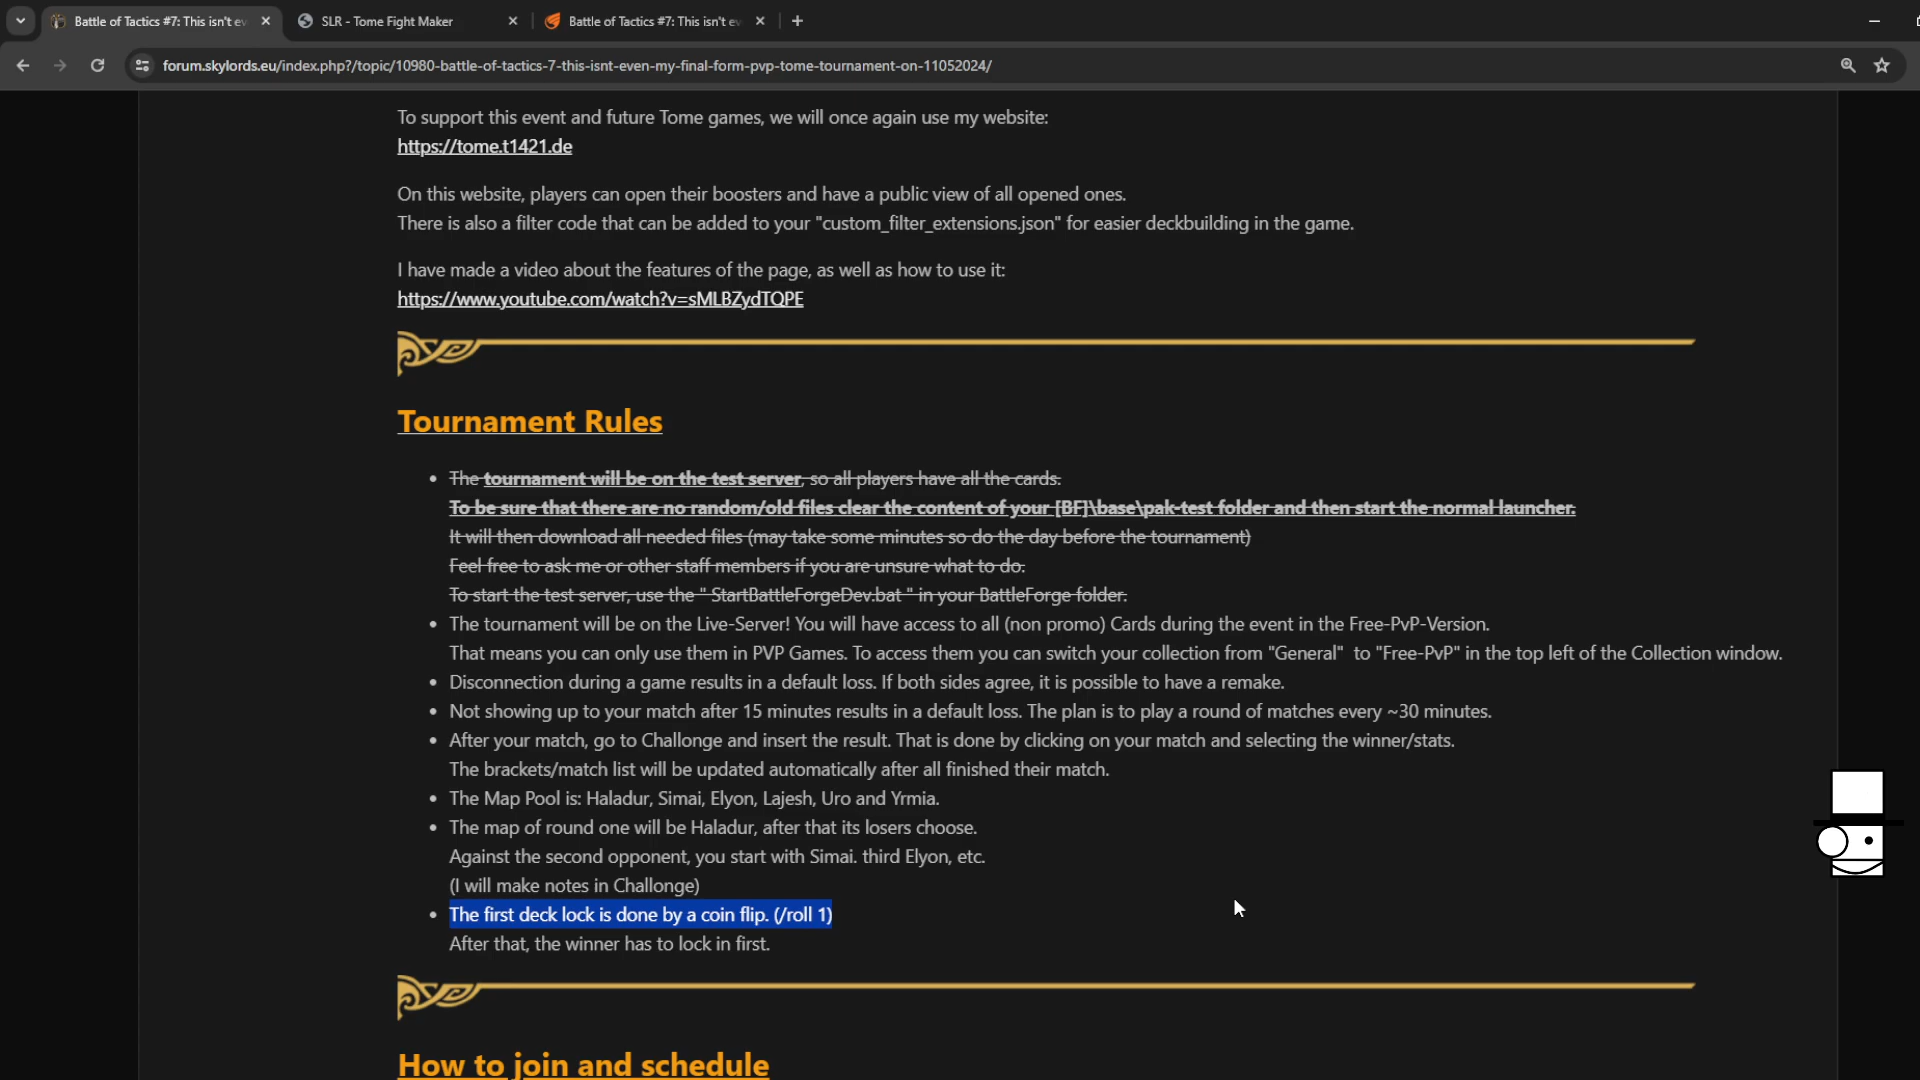 Battle of Tactics #7: This isn't ev
SLR - Tome Fight Maker
Battle of Tactics #7: This isn't ev
forum.skylords.eu/index.php?/topic/10980-battle-of-tactics-7-this-isnt-even-my-final-form-pvp-tome-tournament-on-11052024/
To support this event and future Tome games, we will once again use my website:
https://tome.t1421.de
On this website, players can open their boosters and have a public view of all opened ones.
There is also a filter code that can be added to your "custom_filter_extensions.json" for easier deckbuilding in the game.
I have made a video about the features of the page, as well as how to use it:
https://www.youtube.com/watch?v=sMLBZydTQPE
Tournament Rules
The tournament will be on the test server, so all players have all the cards.
To be sure that there are no random/old files clear the content of your [BF]\base\pak-test folder and then start the normal launcher.
It will then download all needed files (may take some minutes so do the day before the tournament)
Feel free to ask me or other staff members if you are unsure what to do.
To start the test server, use the " StartBattleForgeDev.bat " in your BattleForge folder.
The tournament will be on the Live-Server! You will have access to all (non promo) Cards during the event in the Free-PvP-Version.
That means you can only use them in PVP Games. To access them you can switch your collection from "General" to "Free-PvP" in the top left of the Collection window.
Disconnection during a game results in a default loss. If both sides agree, it is possible to have a remake.
Not showing up to your match after 15 minutes results in a default loss. The plan is to play a round of matches every ~30 minutes.
After your match, go to Challonge and insert the result. That is done by clicking on your match and selecting the winner/stats.
The brackets/match list will be updated automatically after all finished their match.
The Map Pool is: Haladur, Simai, Elyon, Lajesh, Uro and Yrmia.
The map of round one will be Haladur, after that its losers choose.
Against the second opponent, you start with Simai. third Elyon, etc.
(I will make notes in Challonge)
The first deck lock is done by a coin flip. (/roll 1)
After that, the winner has to lock in first.
How to join and schedule